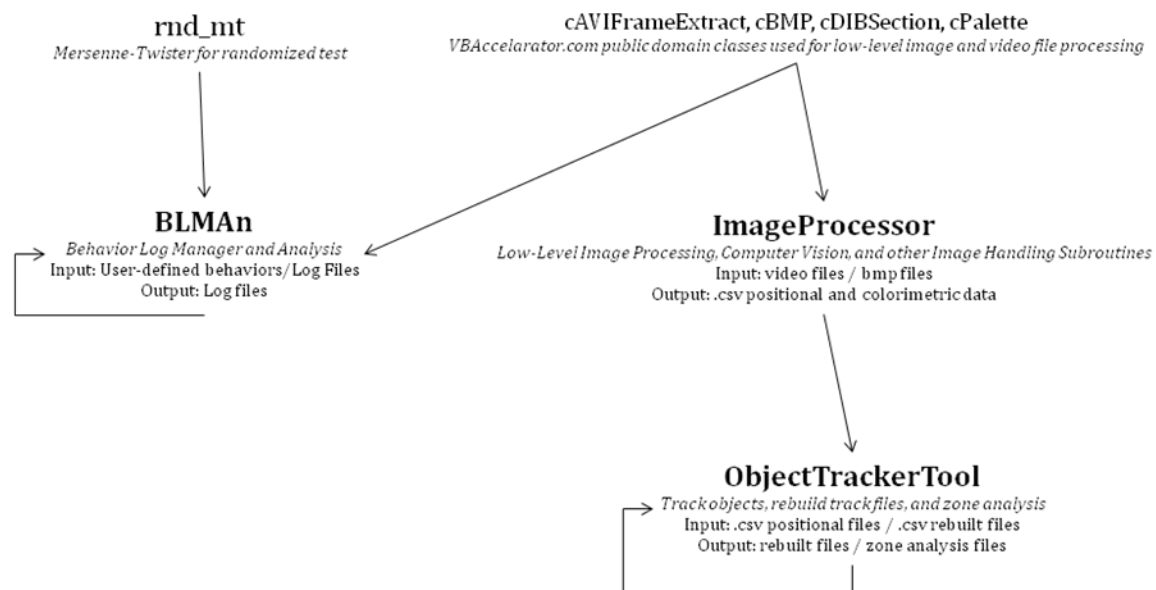 rnd_mt
Mersenne-Twister for randomized test
cAVIFrameExtract, cBMP, cDIBSection, cPalette
VBAccelarator.com public domain classes used for low-level image and video file processing
BLMAn
Behavior Log Manager and Analysis
Input: User-defined behaviors/Log Files
Output: Log files
ImageProcessor
Low-Level Image Processing, Computer Vision, and other Image Handling Subroutines
Input: video files / bmp files
Output: .csv positional and colorimetric data
ObjectTrackerTool
Track objects, rebuild track files, and zone analysis
Input: .csv positional files / .csv rebuilt files
Output: rebuilt files / zone analysis files